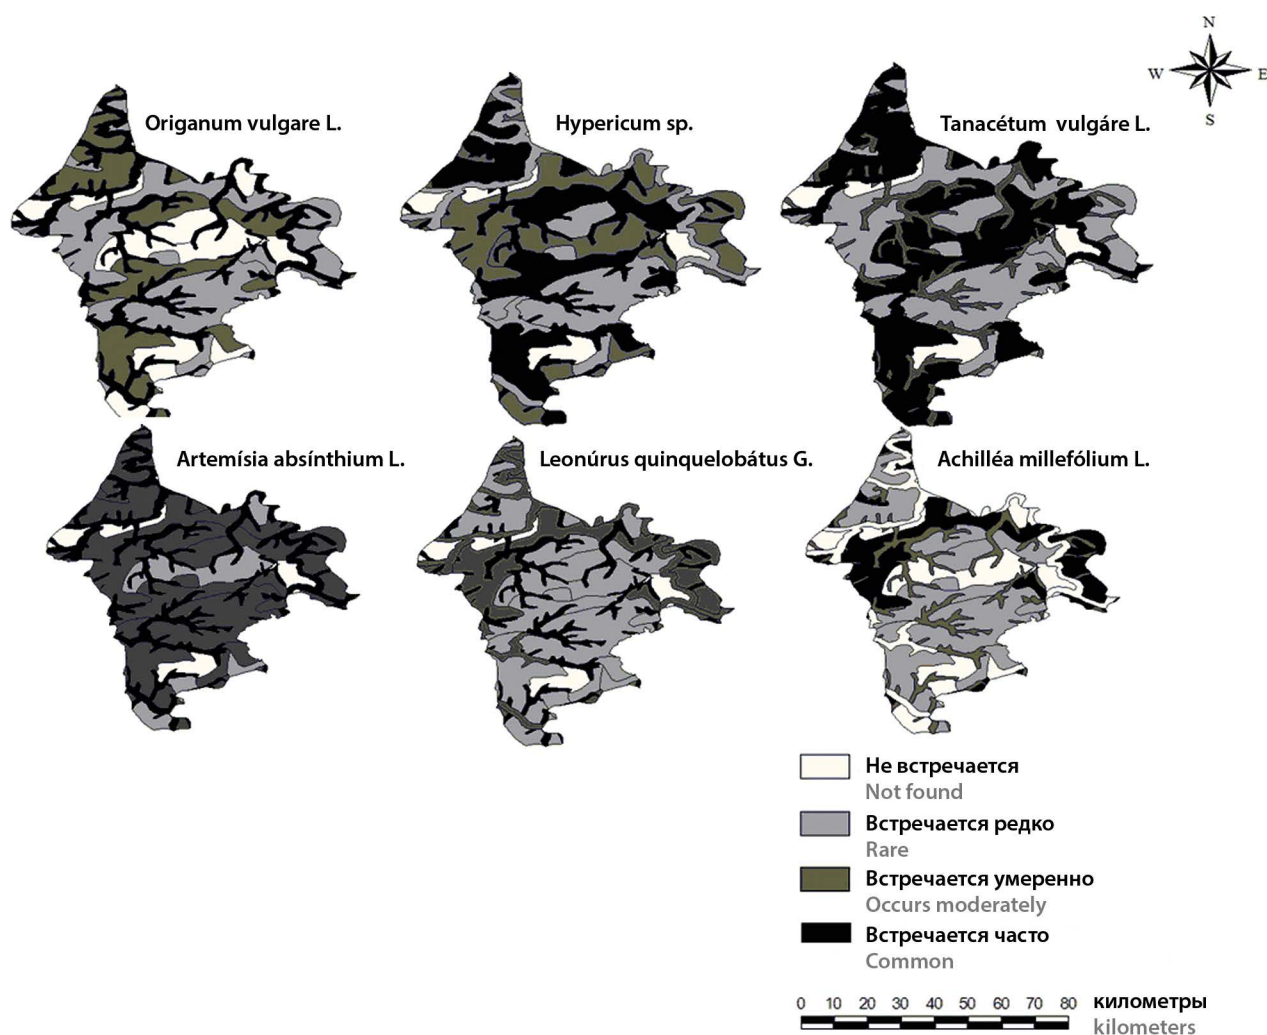 N
W E
S
Origanum vulgare L.
Hypericum sp.
Tanacétum vulgáre L.
Artemísia absínthium L.
Leonúrus quinquelobátus G.
Achilléa millefólium L.
Не встречается
Not found
Встречается редко
Rare
Встречается умеренно
Occurs moderately
Встречается часто
Common
0 10 20 30 40 50 60 70 80 километры
kilometers